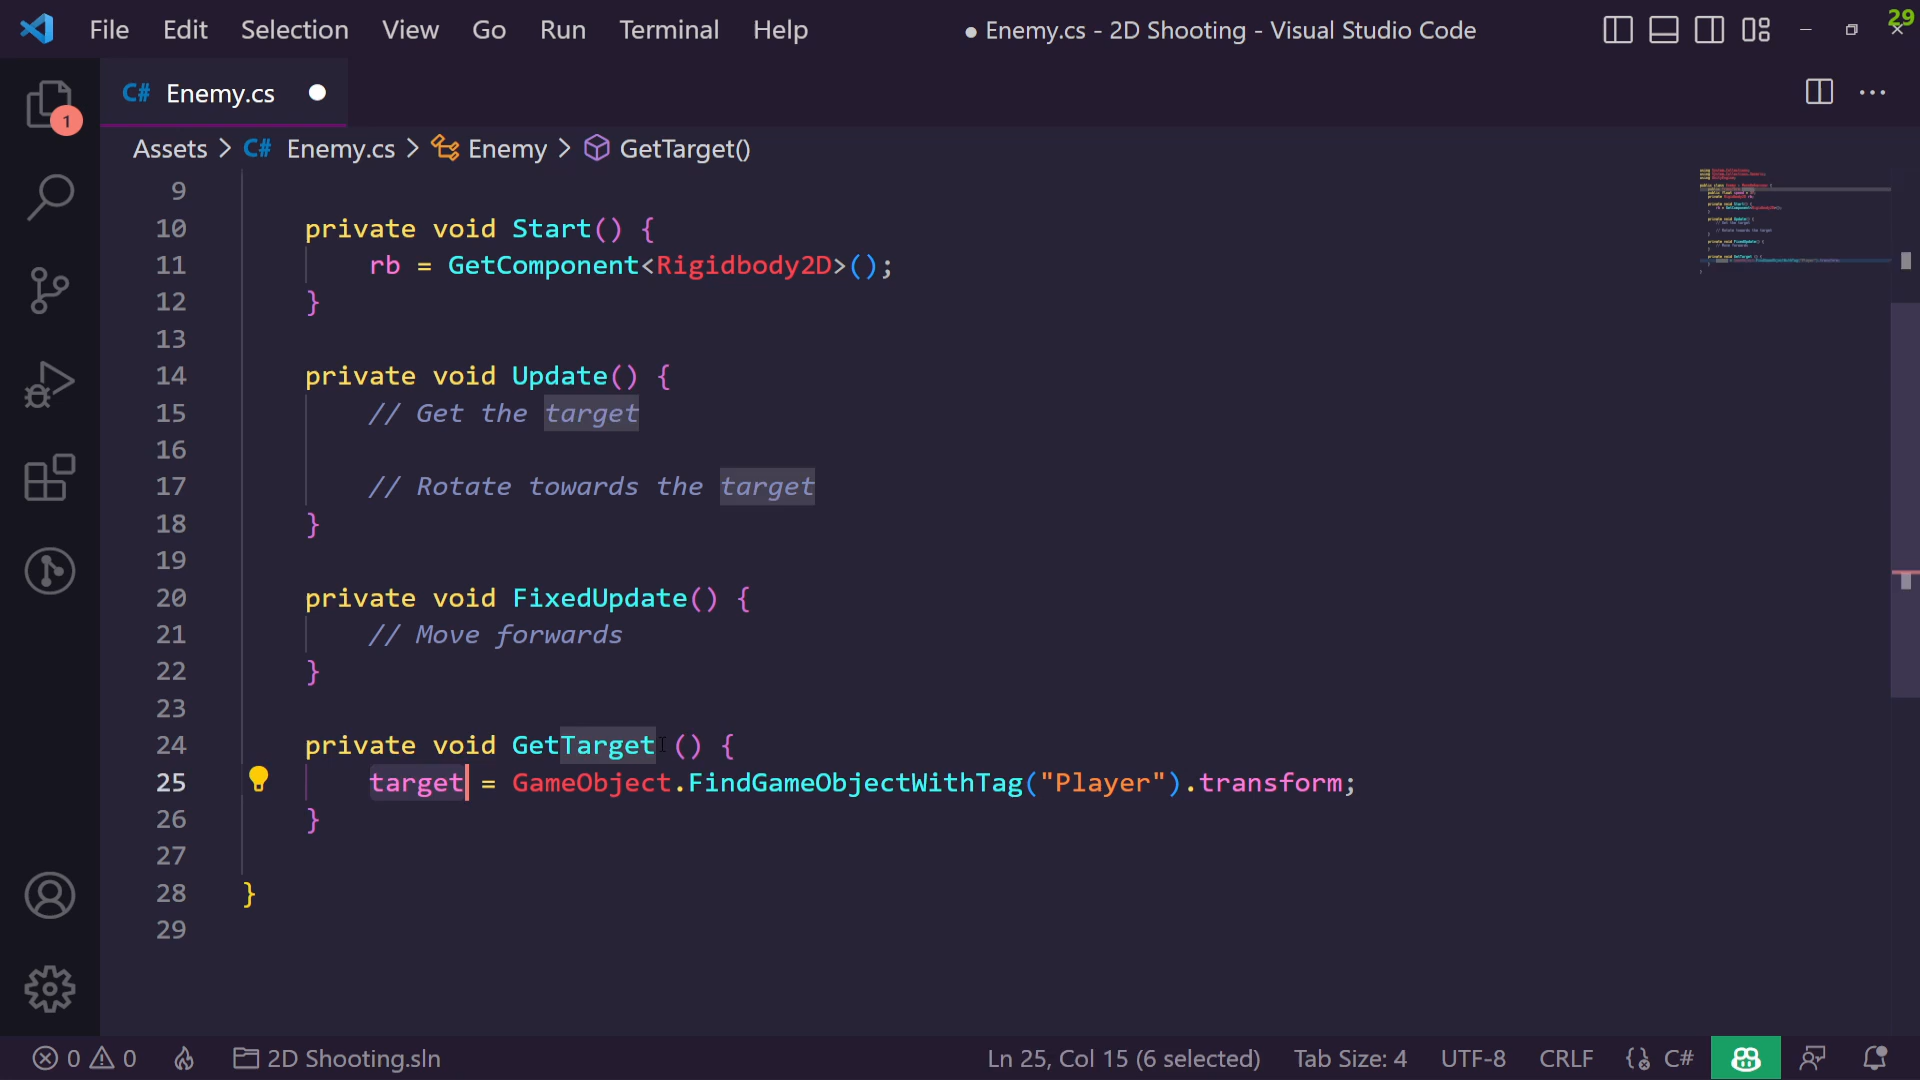 File Edit Selection View Go Run Terminal Help ● Enemy.cs - 2D Shooting - Visual Studio Code 29
C# Enemy.cs
1
Assets > C# Enemy.cs > Enemy > GetTarget()
9
10 private void Start() {
11 rb = GetComponent<Rigidbody2D>();
12 }
13
14 private void Update() {
15 // Get the target
16
17 // Rotate towards the target
18 }
19
20 private void FixedUpdate() {
21 // Move forwards
22 }
23
24 private void GetTarget () {
25 target = GameObject.FindGameObjectWithTag("Player").transform;
26 }
27
28 }
29
0 0 2D Shooting.sln Ln 25, Col 15 (6 selected) Tab Size: 4 UTF-8 CRLF C#